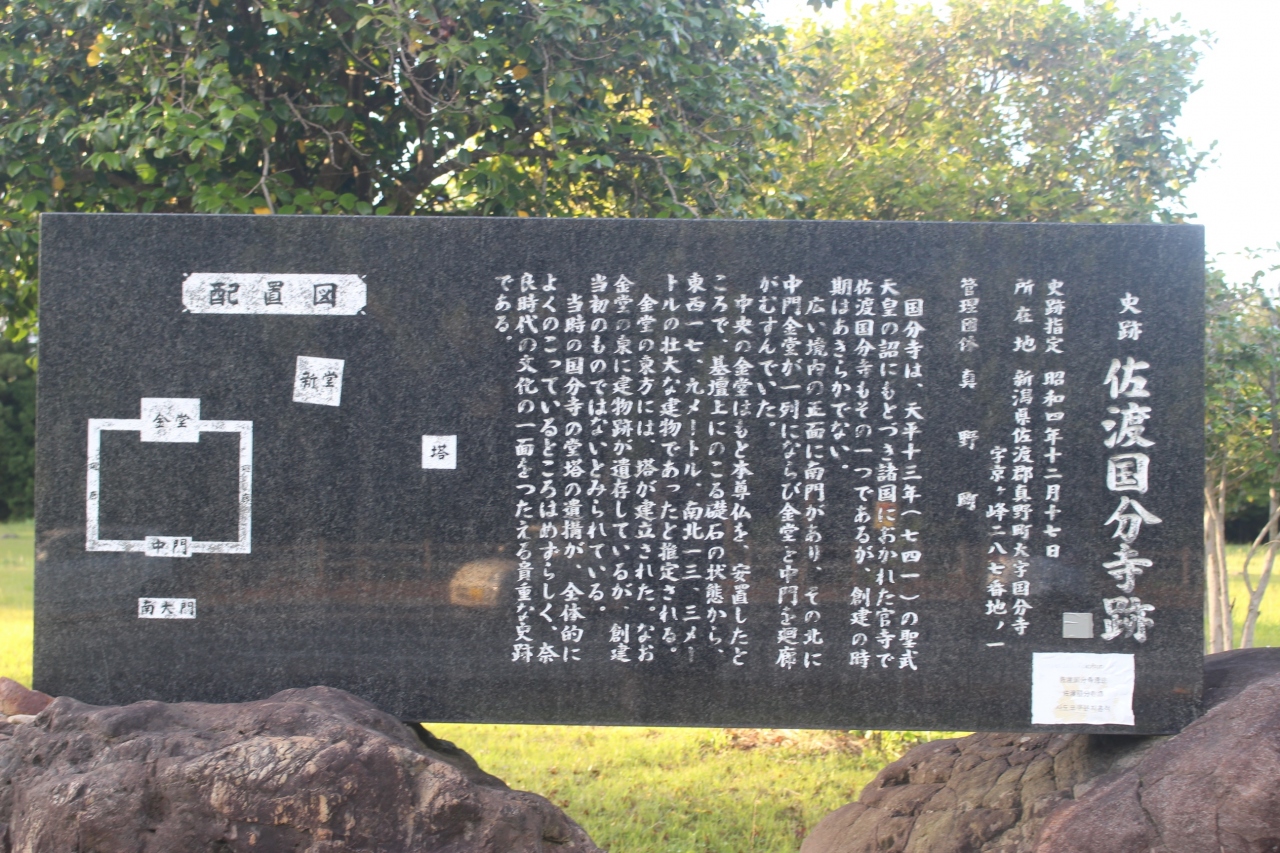 史跡 佐渡国分寺跡
史跡指定 昭和四年十二月十七日
所在地 新潟県佐渡郡真野町大字国分寺
字京ヶ峰二八七番地ノ一
管理団体 真野町
国分寺は、天平十三年(七四一)の聖武
天皇の詔にもとづき諸国におかれた官寺で
佐渡国分寺もその一つであるが、創建の時
期はあきらかでない。
広い境内の正面に南門があり、その北に
中門金堂が一列にならび金堂と中門を廻廊
がむすんでいた。
中央の金堂はもと本尊仏を、安置したと
ころで、基壇上にのこる礎石の状態から、
東西一七、九メートル、南北一三、三メー
トルの壮大な建物であったと推定される。
金堂の東方には、塔が建立された。なお
金堂の東に建物跡が遺存しているが、創建
当初のものではないとみられている。
当時の国分寺の堂塔の遺構が、全体的に
よくのこっているところはめずらしく、奈
良時代の文化の一面をつたえる貴重な史跡
である。
配置図
新堂
金堂
塔
中門
南大門